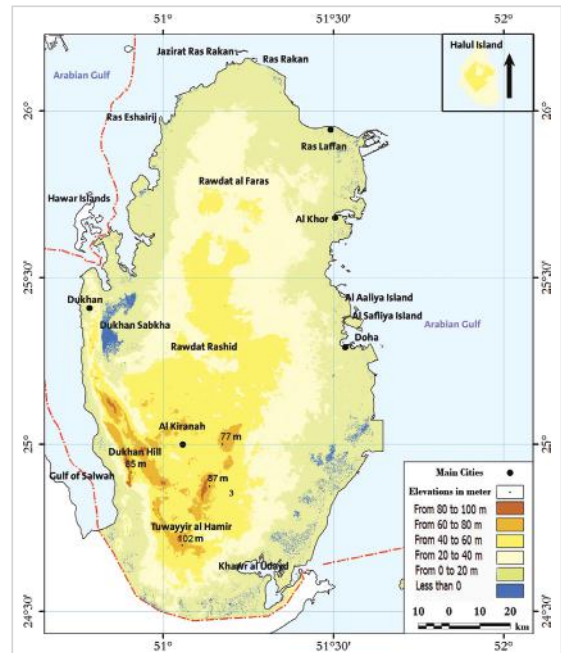 51°
51°30'
52°
Jazirat Ras Rakan
Ras Rakan
Halul Island
Arabian Gulf
26°
26°
Ras Eshairij
Ras Laffan
Rawdat al Faras
Hawar Islands
Al Khor
25°30'
25°30'
Dukhan
Al Aaliya Island
Al Safliya Island
Dukhan Sabkha
Arabian Gulf
Doha
Rawdat Rashid
Al Kiranah
77 m
25°
25°
Dukhan Hill
85 m
Gulf of Salwah
87 m
3
Tuwayyir al Hamir
102 m
Khawr al Udayd
Main Cities
Elevations in meter
From 80 to 100 m
From 60 to 80 m
From 40 to 60 m
From 20 to 40 m
From 0 to 20 m
Less than 0
10 0 10 20
km
24°30'
24°30'
51°
51°30'
52°